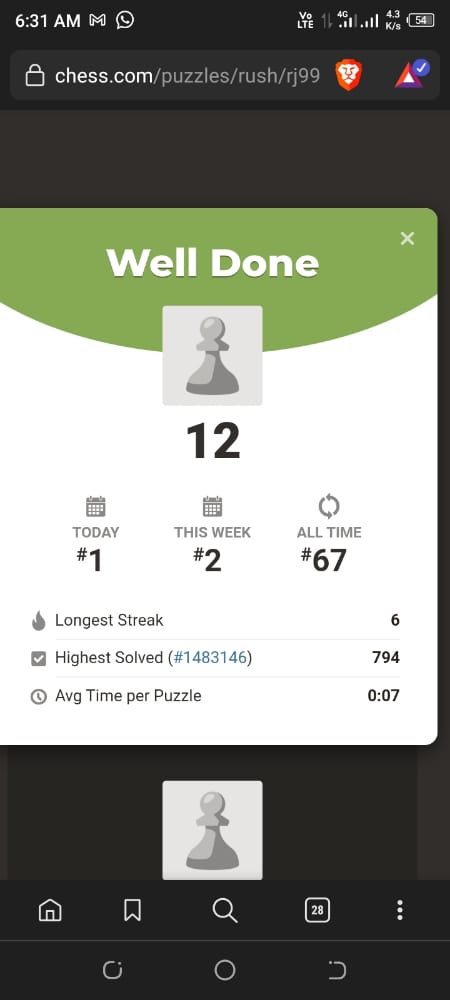 6:31 AM
Vo LTE
4G
4.3 K/s
54
chess.com/puzzles/rush/rj99
Well Done
12
TODAY THIS WEEK ALL TIME
#1 #2 #67
Longest Streak 6
Highest Solved (#1483146) 794
Avg Time per Puzzle 0:07
28